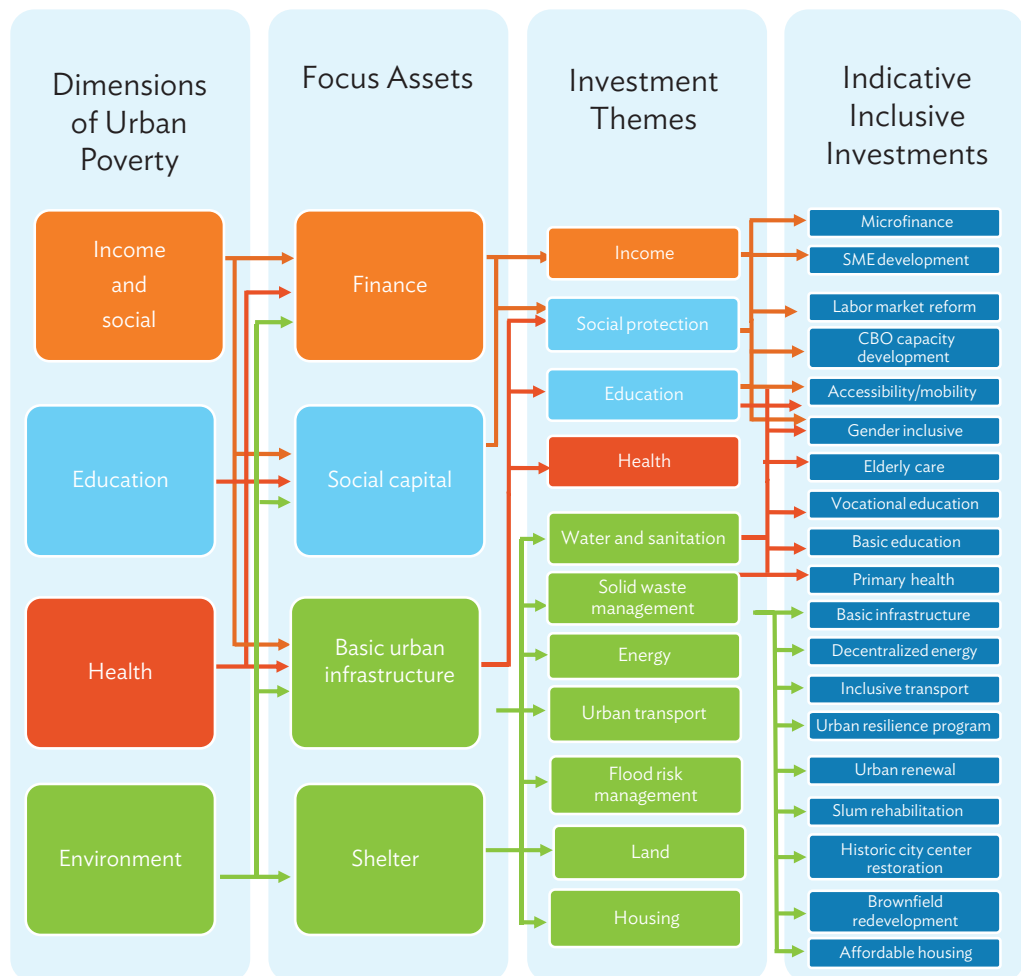 Dimensions
of Urban
Poverty
Income
and
social
Education
Health
Environment
Focus Assets
Finance
Social capital
Basic urban
infrastructure
Shelter
Investment
Themes
Income
Social protection
Education
Health
Water and sanitation
Solid waste
management
Energy
Urban transport
Flood risk
management
Land
Housing
Indicative
Inclusive
Investments
Microfinance
SME development
Labor market reform
CBO capacity
development
Accessibility/mobility
Gender inclusive
Elderly care
Vocational education
Basic education
Primary health
Basic infrastructure
Decentralized energy
Inclusive transport
Urban resilience program
Urban renewal
Slum rehabilitation
Historic city center
restoration
Brownfield
redevelopment
Affordable housing